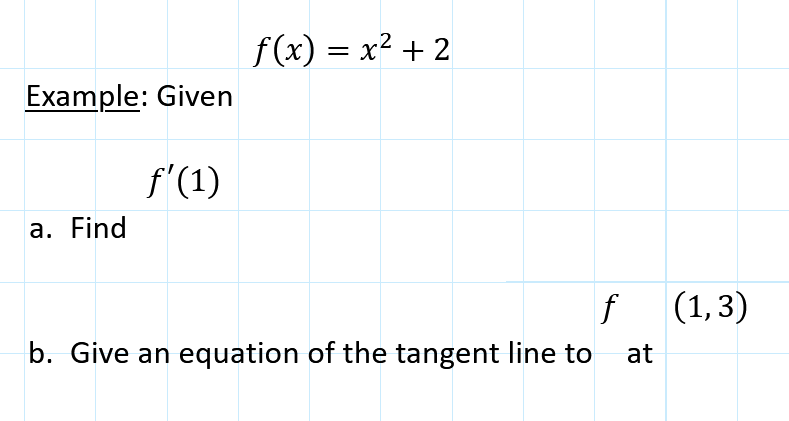 f(x) = x² + 2
Example: Given
f′(1)
a. Find
f (1, 3)
b. Give an equation of the tangent line to at